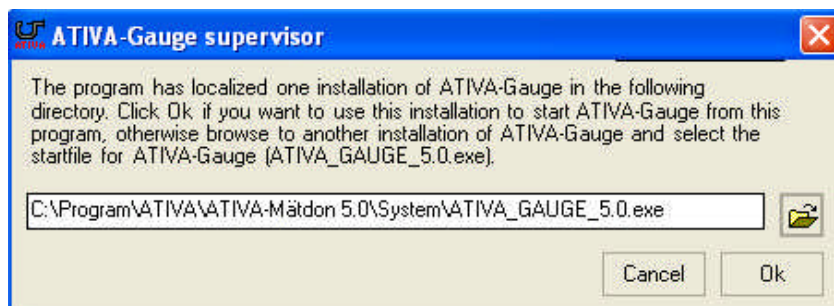 ATIVA-Gauge supervisor
The program has localized one installation of ATIVA-Gauge in the following
directory. Click Ok if you want to use this installation to start ATIVA-Gauge from this
program, otherwise browse to another installation of ATIVA-Gauge and select the
startfile for ATIVA-Gauge (ATIVA_GAUGE_5.0.exe).
C:\Program\ATIVA\ATIVA-Mätdon 5.0\System\ATIVA_GAUGE_5.0.exe
Cancel Ok